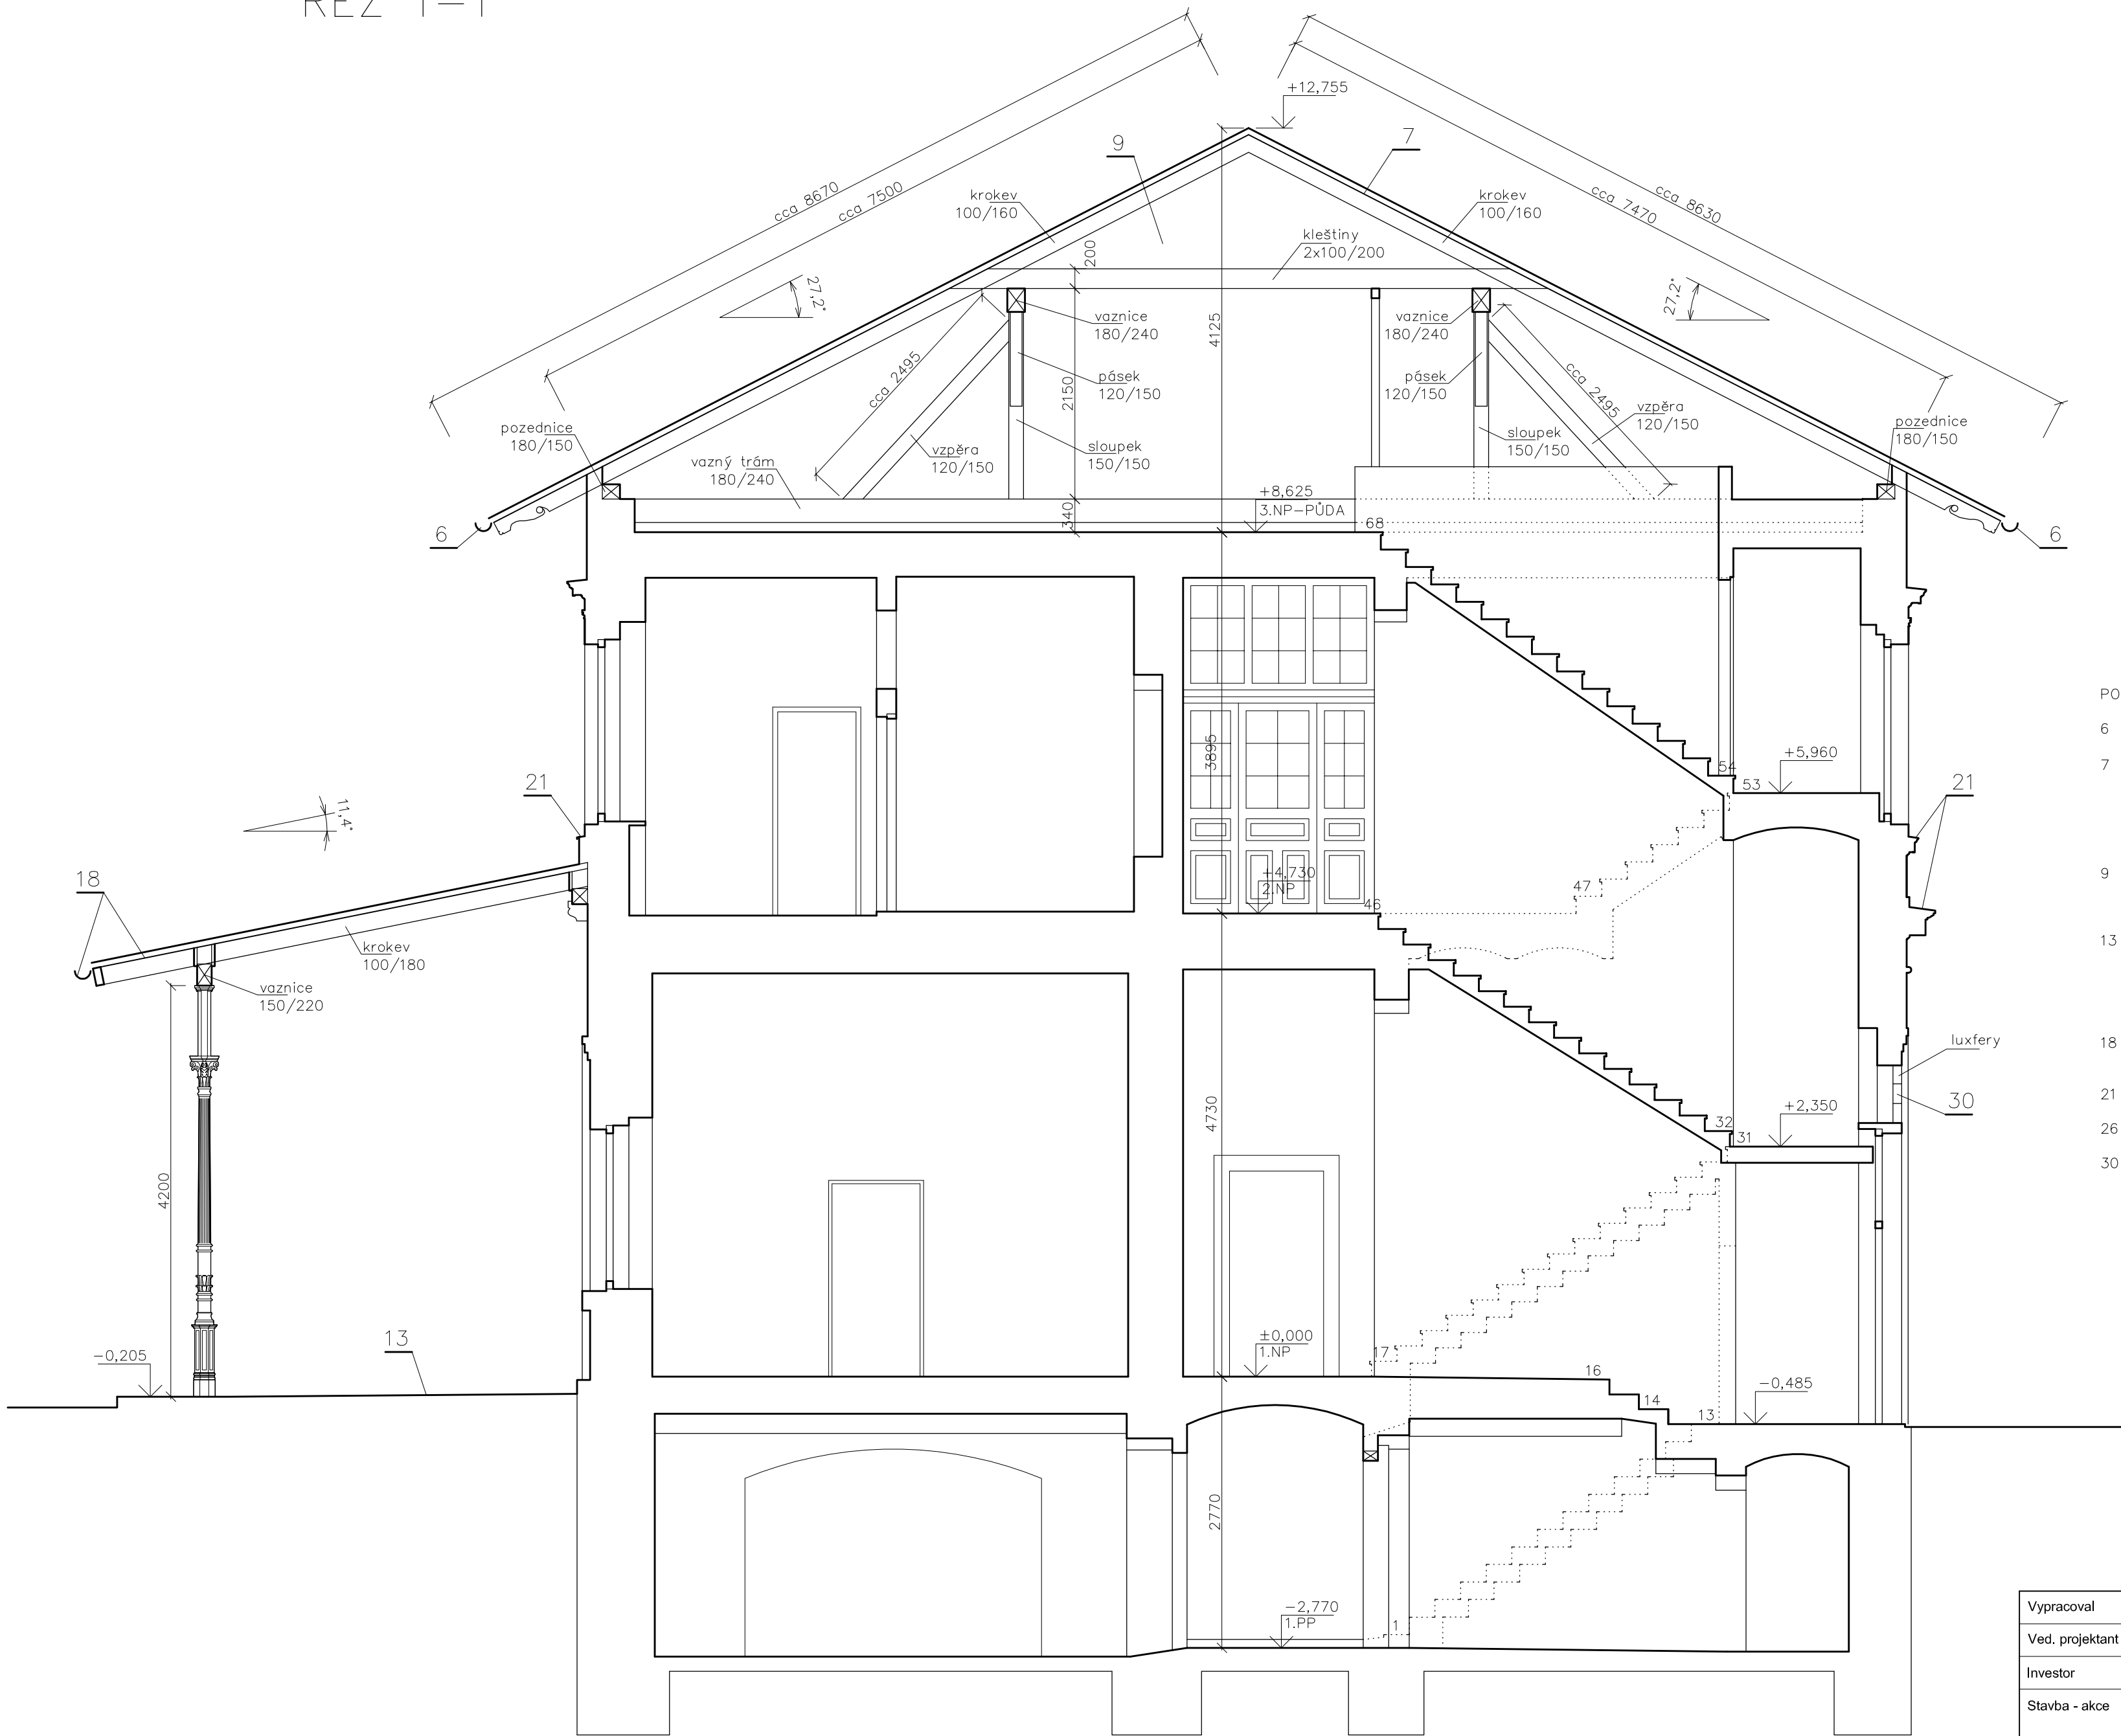 ŘEZ 1-1
+12,755
9
7
cca 8670
cca 7500
cca 7470
cca 8630
krokev
100/160
krokev
100/160
kleštiny
2x100/200
200
27,2°
27,2°
vaznice
180/240
vaznice
180/240
4125
cca 2495
2150
pásek
120/150
pásek
120/150
cca 2495
vzpěra
120/150
pozednice
180/150
pozednice
180/150
sloupek
150/150
sloupek
150/150
vzpěra
120/150
vazný trám
180/240
+8,625
3.NP-PŮDA
340
68
6
6
PO
6
7
3895
+5,960
54
53
21
21
11,4°
18
+4,730
2.NP
46
47
9
13
krokev
100/180
vaznice
150/220
luxfery
18
30
21
26
30
4730
+2,350
32
31
4200
13
-0,205
±0,000
1.NP
17
16
14
13
-0,485
2770
-2,770
1.PP
1
Vypracoval
Ved. projektant
Investor
Stavba - akce